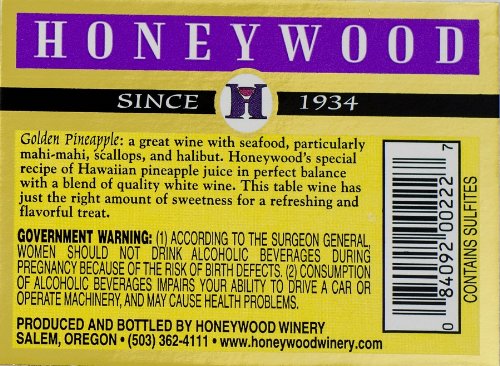 HONEYWOOD
SINCE H 1934
Golden Pineapple: a great wine with seafood, particularly
mahi-mahi, scallops, and halibut. Honeywood's special
recipe of Hawaiian pineapple juice in perfect balance
with a blend of quality white wine. This table wine has
just the right amount of sweetness for a refreshing and
flavorful treat.
GOVERNMENT WARNING: (1) ACCORDING TO THE SURGEON GENERAL,
WOMEN SHOULD NOT DRINK ALCOHOLIC BEVERAGES DURING
PREGNANCY BECAUSE OF THE RISK OF BIRTH DEFECTS. (2) CONSUMPTION
OF ALCOHOLIC BEVERAGES IMPAIRS YOUR ABILITY TO DRIVE A CAR OR
OPERATE MACHINERY, AND MAY CAUSE HEALTH PROBLEMS.
PRODUCED AND BOTTLED BY HONEYWOOD WINERY
SALEM, OREGON • (503) 362-4111 • www.honeywoodwinery.com
0 84092 00222 7
CONTAINS SULFITES